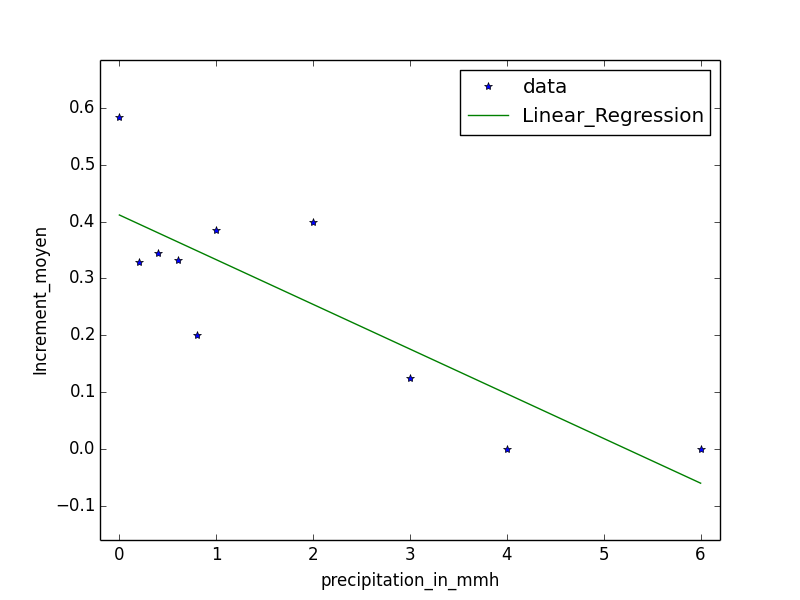 data
Linear_Regression
0.6
0.5
0.4
0.3
0.2
0.1
0.0
−0.1
Increment_moyen
0 1 2 3 4 5 6
precipitation_in_mmh